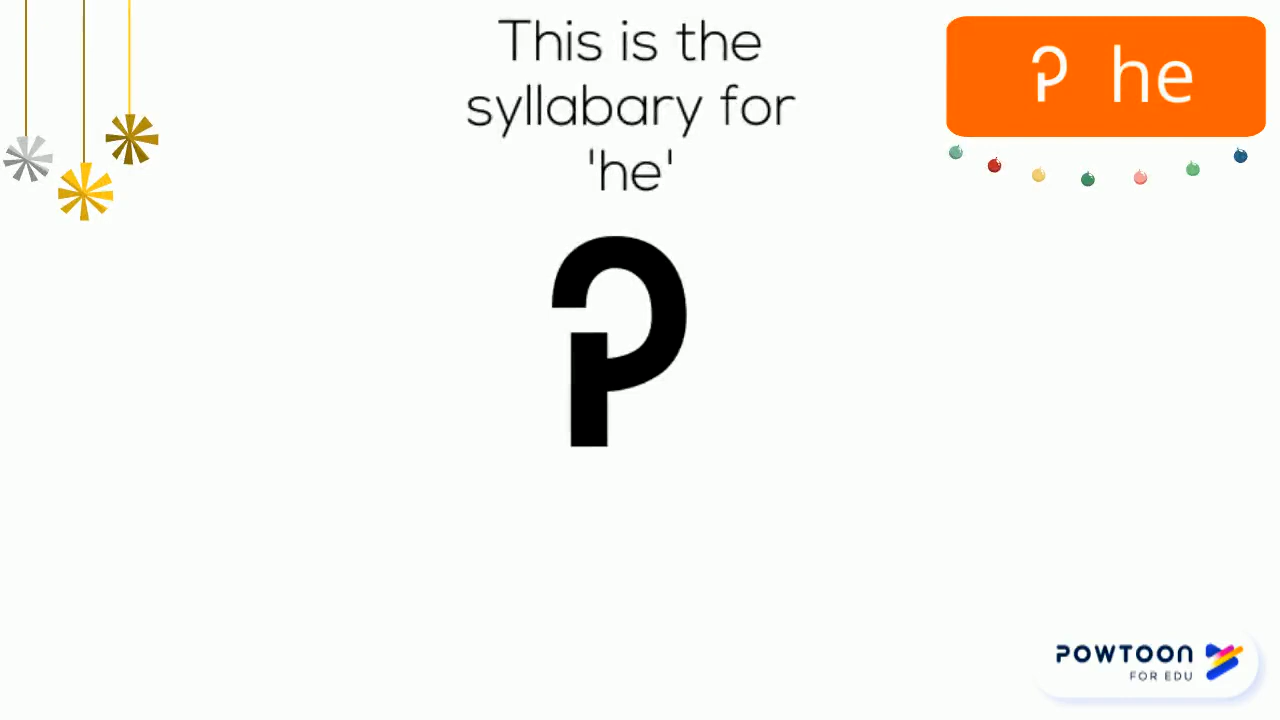 This is the
syllabary for
'he'
Ꭾ he
Ꭾ
POWTOON
FOR EDU